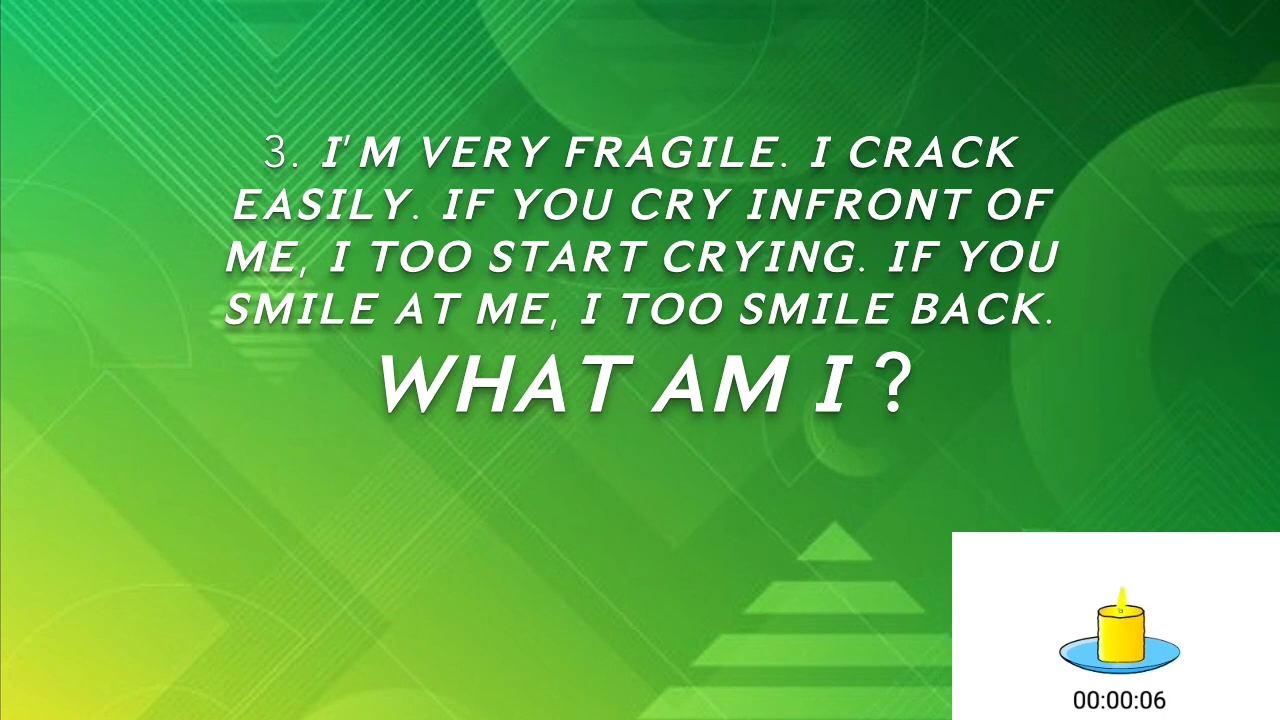 3. I'M VERY FRAGILE. I CRACK
EASILY. IF YOU CRY INFRONT OF
ME, I TOO START CRYING. IF YOU
SMILE AT ME, I TOO SMILE BACK.
WHAT AM I ?
00:00:06